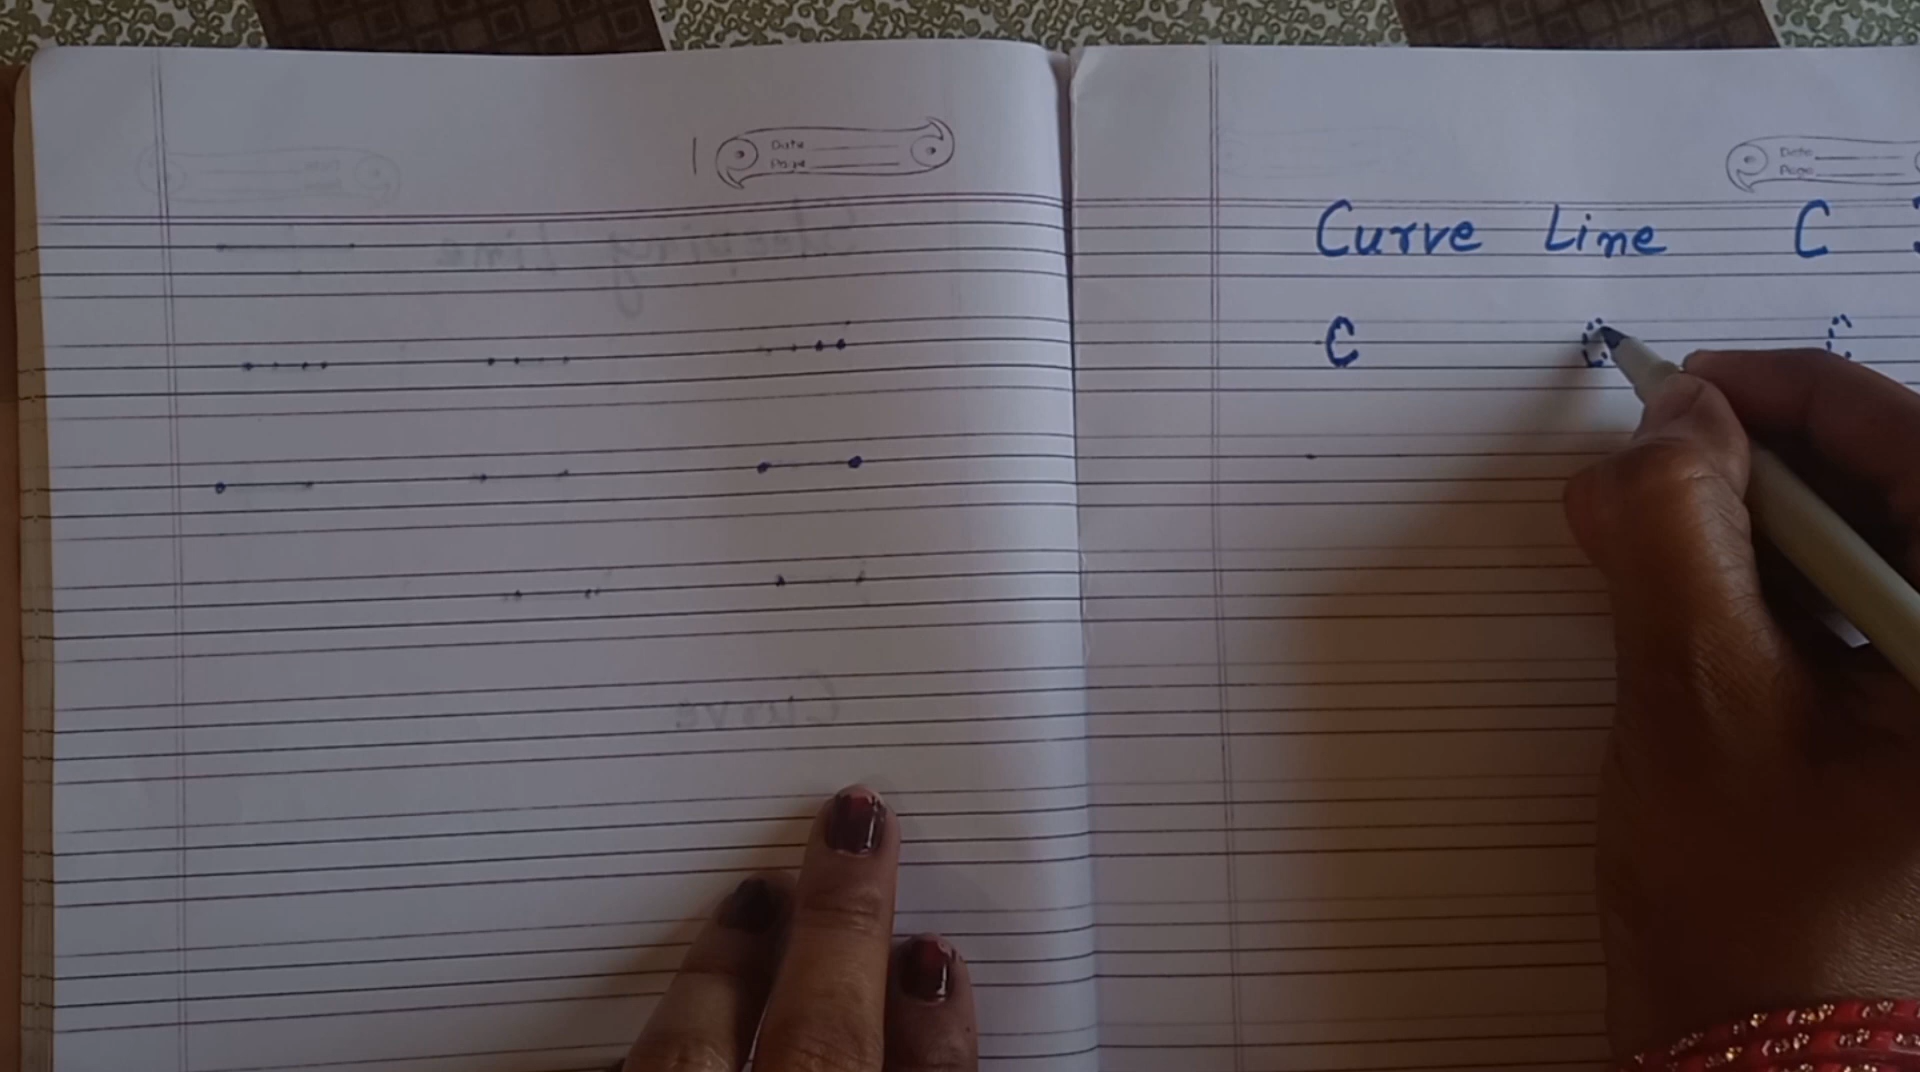 Date
Page
Date
Page
Curve Line C
C C C